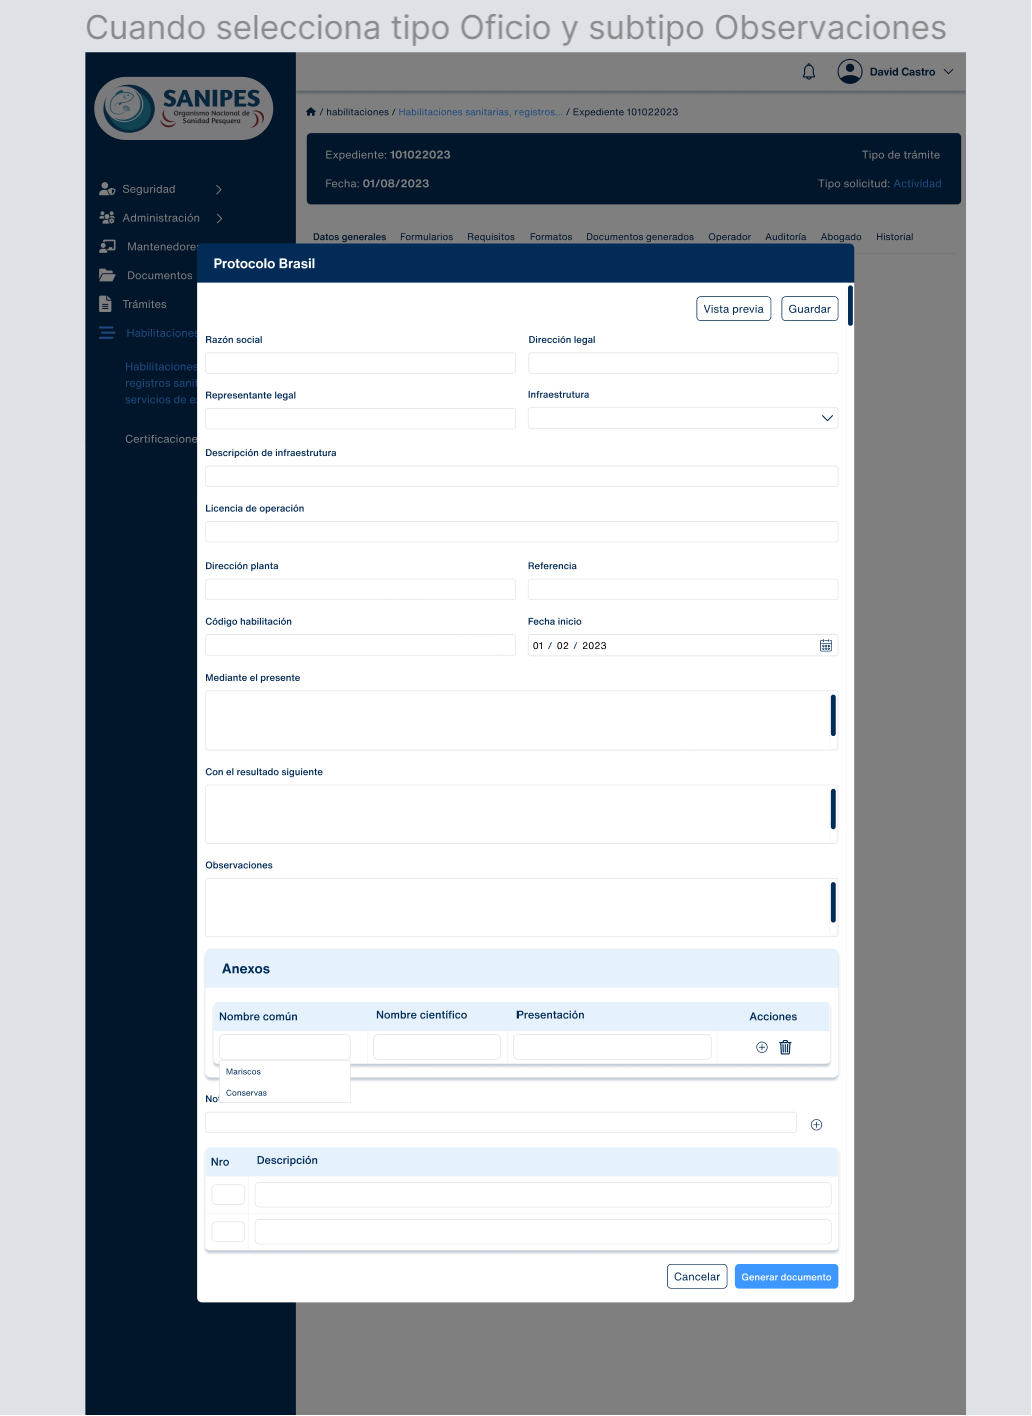 Cuando selecciona tipo Oficio y subtipo Observaciones
David Castro
SANIPES
Organismo Nacional de
Sanidad Pesquera
/ habilitaciones / Habilitaciones sanitarias, registros... / Expediente 101022023
Expediente: 101022023
Tipo de trámite
Fecha: 01/08/2023
Tipo solicitud: Actividad
Seguridad
Administración
Mantenedores
Documentos
Trámites
Habilitaciones
Habilitaciones
registros sanit
servicios de e
Certificacione
Datos generales Formularios Requisitos Formatos Documentos generados Operador Auditoría Abogado Historial
Protocolo Brasil
Vista previa
Guardar
Razón social
Dirección legal
Representante legal
Infraestrutura
Descripción de infraestrutura
Licencia de operación
Dirección planta
Referencia
Código habilitación
Fecha inicio
01 / 02 / 2023
Mediante el presente
Con el resultado siguiente
Observaciones
Anexos
Nombre común
Nombre científico
Presentación
Acciones
Mariscos
Conservas
No
Nro
Descripción
Cancelar
Generar documento